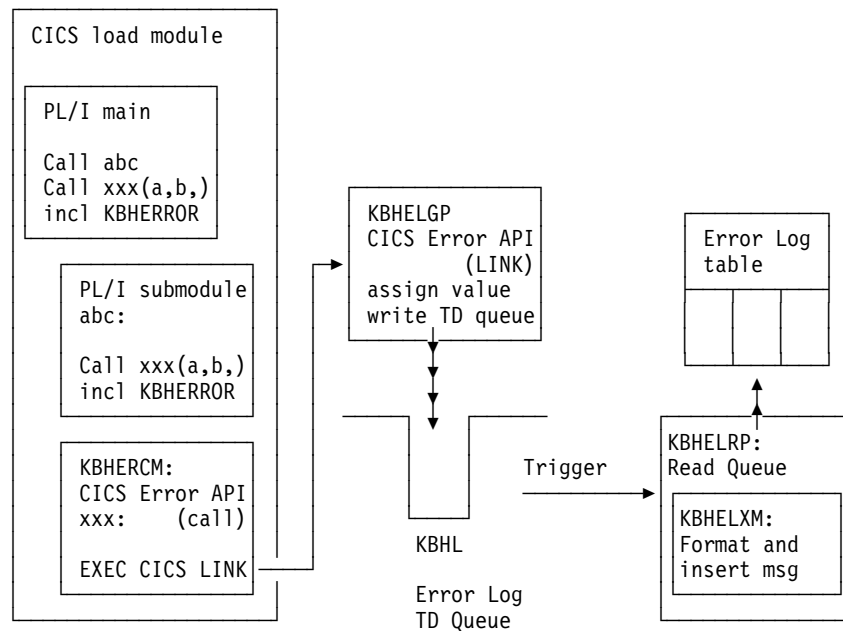 CICS load module
PL/I main
Call abc
Call xxx(a,b,)
incl KBHERROR
PL/I submodule
abc:
Call xxx(a,b,)
incl KBHERROR
KBHERCM:
CICS Error API
xxx: (call)
EXEC CICS LINK
KBHELGP
CICS Error API
(LINK)
assign value
write TD queue
KBHL
Error Log
TD Queue
Trigger
Error Log
table
KBHELRP:
Read Queue
KBHELXM:
Format and
insert msg